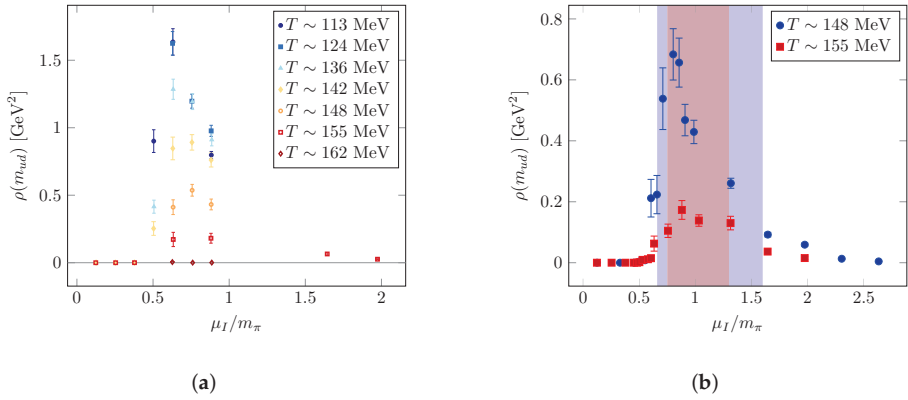 T ∼ 113 MeV
T ∼ 124 MeV
T ∼ 136 MeV
T ∼ 142 MeV
T ∼ 148 MeV
T ∼ 155 MeV
T ∼ 162 MeV
ρ(m_ud) [GeV²]
1.5
1
0.5
0
0 0.5 1 1.5 2
μ_I/m_π
(a)
T ∼ 148 MeV
T ∼ 155 MeV
ρ(m_ud) [GeV²]
0.8
0.6
0.4
0.2
0
0 0.5 1 1.5 2 2.5
μ_I/m_π
(b)